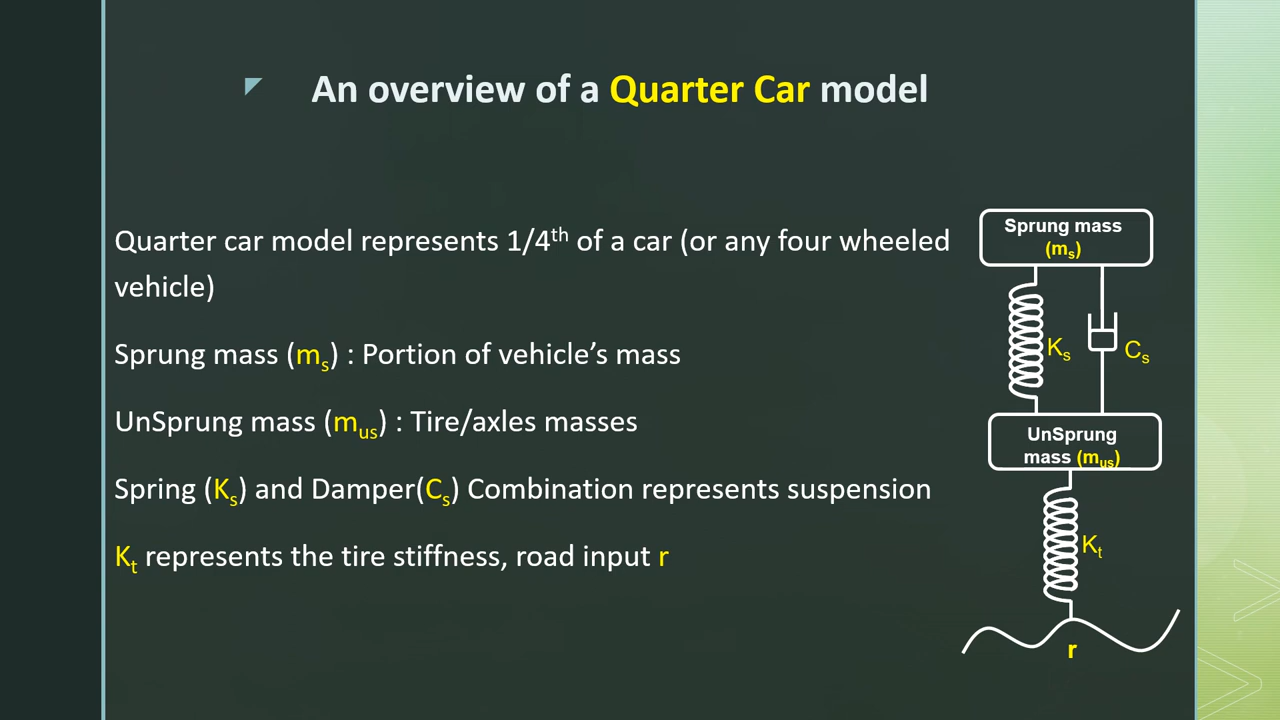 An overview of a Quarter Car model
Quarter car model represents 1/4th of a car (or any four wheeled
vehicle)
Sprung mass (ms) : Portion of vehicle’s mass
UnSprung mass (mus) : Tire/axles masses
Spring (Ks) and Damper(Cs) Combination represents suspension
Kt represents the tire stiffness, road input r
Sprung mass
(ms)
Ks
Cs
UnSprung
mass (mus)
Kt
r